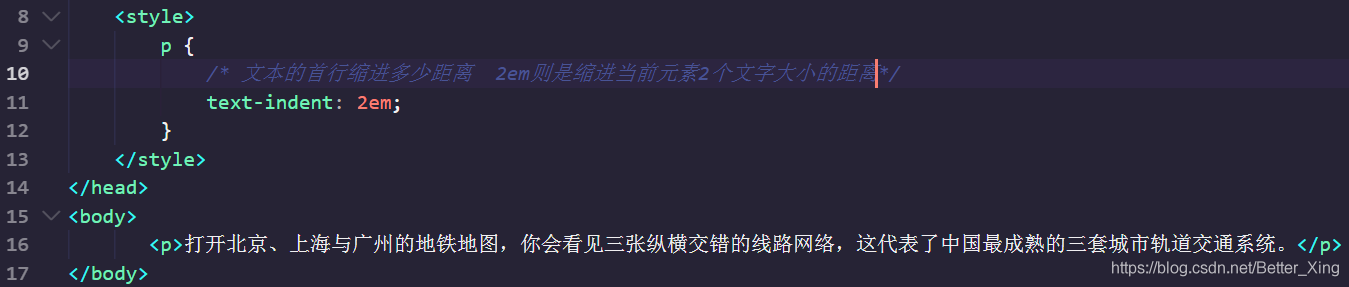 8 <style>
9 p {
10 /* 文本的首行缩进多少距离  2em则是缩进当前元素2个文字大小的距离*/
11 text-indent: 2em;
12 }
13 </style>
14 </head>
15 <body>
16 <p>打开北京、上海与广州的地铁地图，你会看见三张纵横交错的线路网络，这代表了中国最成熟的三套城市轨道交通系统。</p>
17 </body>
https://blog.csdn.net/Better_Xing